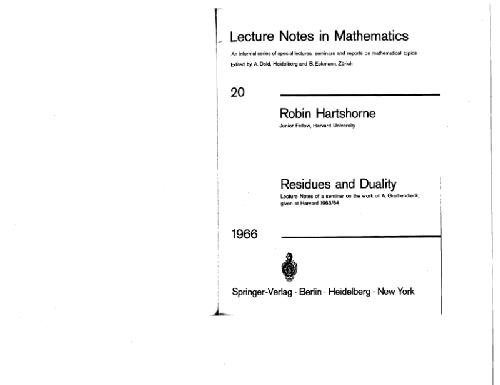 Lecture Notes in Mathematics
An informal series of special lectures, seminars and reports on mathematical topics
Edited by A. Dold, Heidelberg and B. Eckmann, Zürich
20
Robin Hartshorne
Junior Fellow, Harvard University
Residues and Duality
Lecture Notes of a seminar on the work of A. Grothendieck,
given at Harvard 1963/64
1966
Springer-Verlag · Berlin · Heidelberg · New York